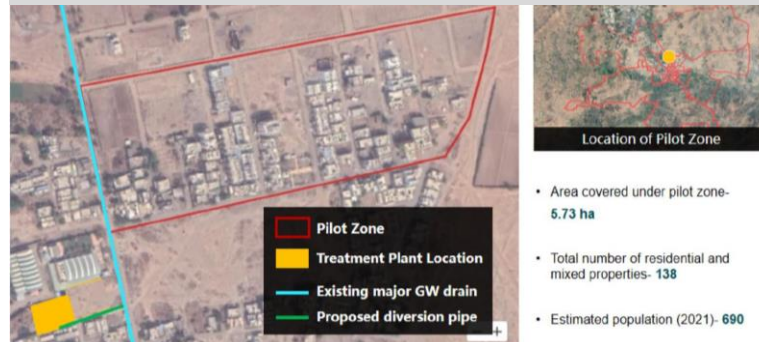 Pilot Zone
Treatment Plant Location
Existing major GW drain
Proposed diversion pipe
+
Location of Pilot Zone
• Area covered under pilot zone-
5.73 ha
• Total number of residential and
mixed properties- 138
• Estimated population (2021)- 690